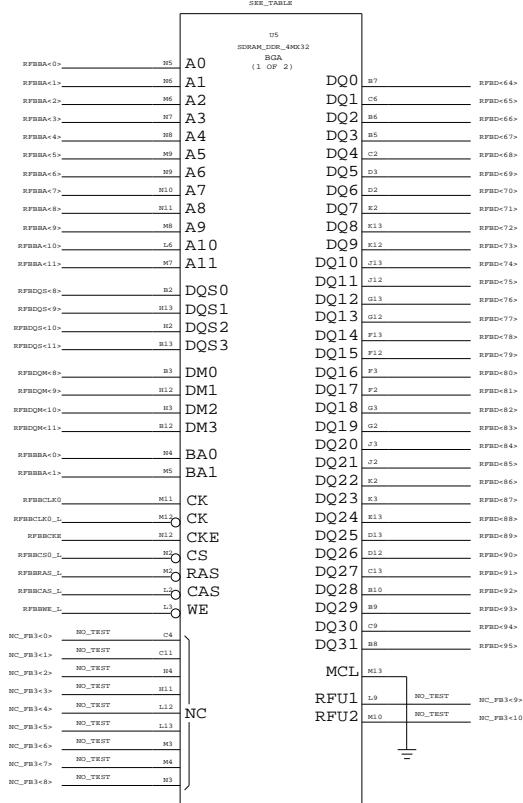 SEE_TABLE
U5
SDRAM_DDR_4MX32
BGA
(1 OF 2)
RFBBA<0> N5 A0
RFBBA<1> N6 A1
RFBBA<2> M6 A2
RFBBA<3> N7 A3
RFBBA<4> N8 A4
RFBBA<5> M9 A5
RFBBA<6> N9 A6
RFBBA<7> N10 A7
RFBBA<8> N11 A8
RFBBA<9> M8 A9
RFBBA<10> L6 A10
RFBBA<11> M7 A11
RFBDQS<8> B2 DQS0
RFBDQS<9> H13 DQS1
RFBDQS<10> H2 DQS2
RFBDQS<11> B13 DQS3
RFBDQM<8> B3 DM0
RFBDQM<9> H12 DM1
RFBDQM<10> H3 DM2
RFBDQM<11> B12 DM3
RFBBBA<0> N4 BA0
RFBBBA<1> M5 BA1
RFBBCLK0 M11 CK
RFBBCLK0_L M12 CK
RFBBCKE N12 CKE
RFBBCS0_L N2 CS
RFBBRAS_L M2 RAS
RFBBCAS_L L2 CAS
RFBBWE_L L3 WE
NC_FB3<0> NO_TEST C4
NC_FB3<1> NO_TEST C11
NC_FB3<2> NO_TEST H4
NC_FB3<3> NO_TEST H11
NC_FB3<4> NO_TEST L12 NC
NC_FB3<5> NO_TEST L13
NC_FB3<6> NO_TEST M3
NC_FB3<7> NO_TEST M4
NC_FB3<8> NO_TEST N3
DQ0 B7 RFBD<64>
DQ1 C6 RFBD<65>
DQ2 B6 RFBD<66>
DQ3 B5 RFBD<67>
DQ4 C2 RFBD<68>
DQ5 D3 RFBD<69>
DQ6 D2 RFBD<70>
DQ7 E2 RFBD<71>
DQ8 K13 RFBD<72>
DQ9 K12 RFBD<73>
DQ10 J13 RFBD<74>
DQ11 J12 RFBD<75>
DQ12 G13 RFBD<76>
DQ13 G12 RFBD<77>
DQ14 F13 RFBD<78>
DQ15 F12 RFBD<79>
DQ16 F3 RFBD<80>
DQ17 F2 RFBD<81>
DQ18 G3 RFBD<82>
DQ19 G2 RFBD<83>
DQ20 J3 RFBD<84>
DQ21 J2 RFBD<85>
DQ22 K2 RFBD<86>
DQ23 K3 RFBD<87>
DQ24 E13 RFBD<88>
DQ25 D13 RFBD<89>
DQ26 D12 RFBD<90>
DQ27 C13 RFBD<91>
DQ28 B10 RFBD<92>
DQ29 B9 RFBD<93>
DQ30 C9 RFBD<94>
DQ31 B8 RFBD<95>
MCL M13
RFU1 L9 NO_TEST NC_FB3<9>
RFU2 M10 NO_TEST NC_FB3<10